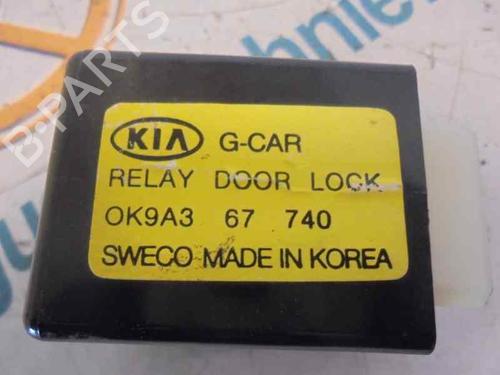 KIA G-CAR
RELAY DOOR LOCK
OK9A3 67 740
SWECO MADE IN KOREA
B-PARTS